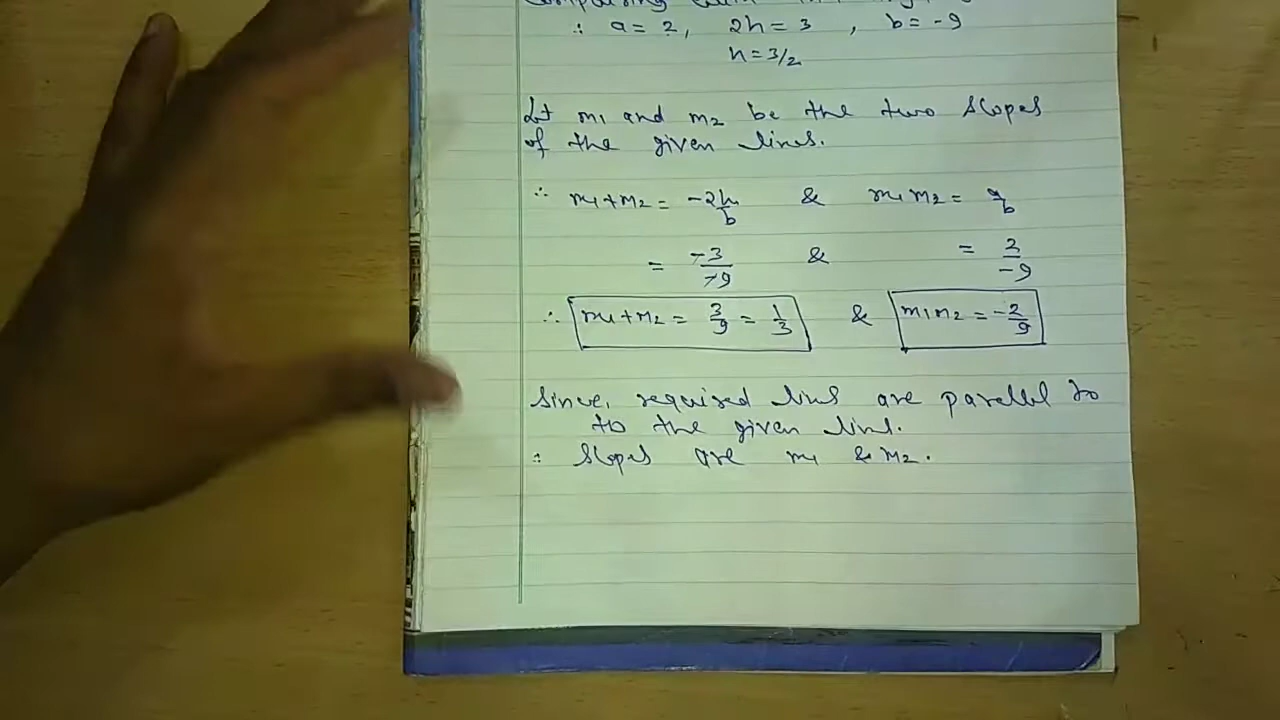 Comparing
∴ a = 2, 2h = 3, b = -9
h = 3/2
Let m1 and m2 be the two slopes
of the given lines.
∴ m1+m2 = -2h/b & m1m2 = a/b
= -3/-9 & = 2/-9
∴ m1+m2 = 3/9 = 1/3 & m1m2 = -2/9
Since, required lines are parallel to
to the given lines.
∴ Slopes are m1 & m2.